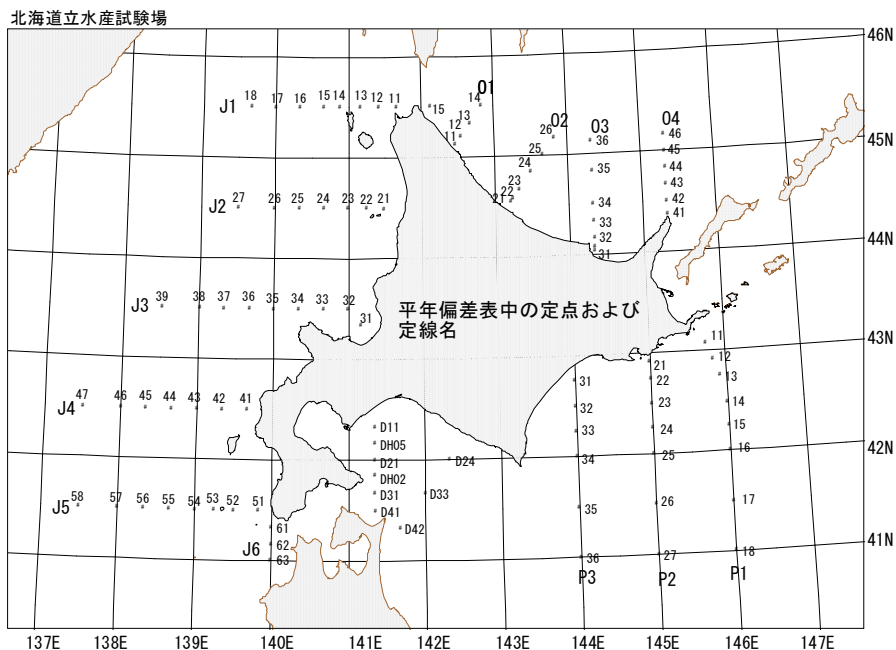 北海道立水産試験場
46N
J1 18 17 16 15 14 13 12 11
15
14 O1
13
12
11
26 O2
25
24
23
22
21
O3
36
35
34
33
32
31
O4
46
45
44
43
42
41
45N
J2 27 26 25 24 23 22 21
44N
J3 39 38 37 36 35 34 33 32
31
平年偏差表中の定点および
定線名
11
12
13
14
15
16
17
18
P1
43N
21
22
23
24
25
26
27
P2
31
32
33
34
35
36
P3
J4 47 46 45 44 43 42 41
D11
DH05
D21
DH02
D31
D41
D24
D33
D42
42N
J5 58 57 56 55 54 53 52 51
J6
61
62
63
41N
137E 138E 139E 140E 141E 142E 143E 144E 145E 146E 147E